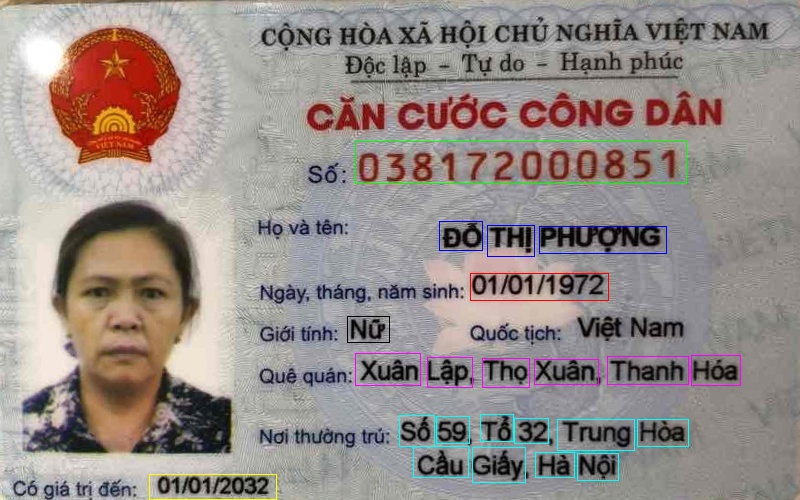 CỘNG HÒA XÃ HỘI CHỦ NGHĨA VIỆT NAM
Độc lập - Tự do - Hạnh phúc
CĂN CƯỚC CÔNG DÂN
Số: 038172000851
Họ và tên: ĐỖ THỊ PHƯỢNG
Ngày, tháng, năm sinh: 01/01/1972
Giới tính: Nữ Quốc tịch: Việt Nam
Quê quán: Xuân Lập, Thọ Xuân, Thanh Hóa
Nơi thường trú: Số 59, Tổ 32, Trung Hòa
Cầu Giấy, Hà Nội
Có giá trị đến: 01/01/2032